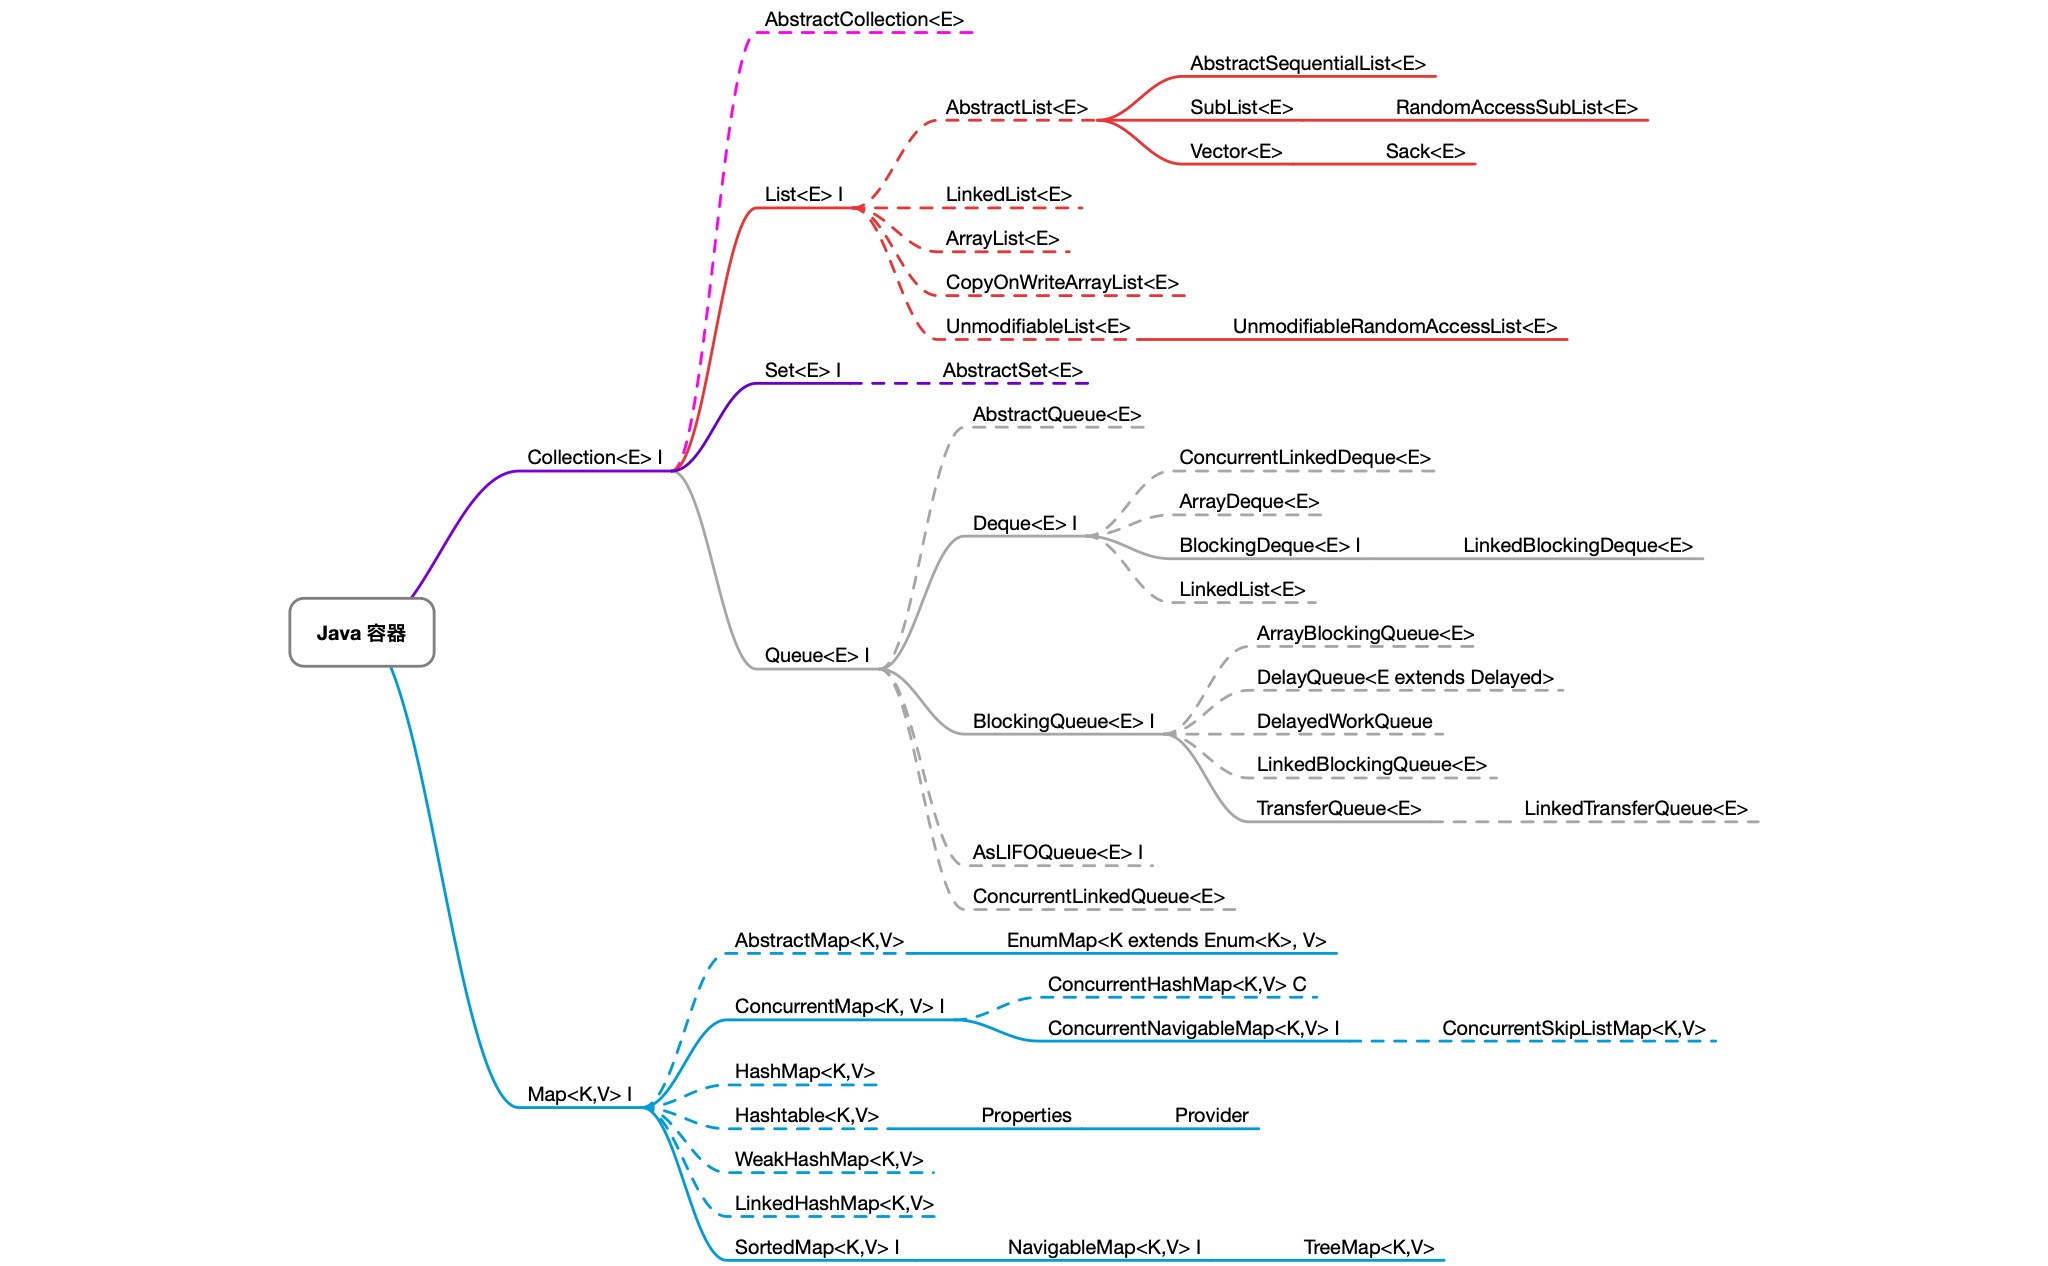 AbstractCollection<E>
AbstractSequentialList<E>
AbstractList<E>
SubList<E>
RandomAccessSubList<E>
Vector<E>
Sack<E>
List<E> I
LinkedList<E>
ArrayList<E>
CopyOnWriteArrayList<E>
UnmodifiableList<E>
UnmodifiableRandomAccessList<E>
Set<E> I
AbstractSet<E>
AbstractQueue<E>
Collection<E> I
ConcurrentLinkedDeque<E>
ArrayDeque<E>
Deque<E> I
BlockingDeque<E> I
LinkedBlockingDeque<E>
LinkedList<E>
Java 容器
ArrayBlockingQueue<E>
Queue<E> I
DelayQueue<E extends Delayed>
BlockingQueue<E> I
DelayedWorkQueue
LinkedBlockingQueue<E>
TransferQueue<E>
LinkedTransferQueue<E>
AsLIFOQueue<E> I
ConcurrentLinkedQueue<E>
AbstractMap<K,V>
EnumMap<K extends Enum<K>, V>
ConcurrentHashMap<K,V> C
ConcurrentMap<K, V> I
ConcurrentNavigableMap<K,V> I
ConcurrentSkipListMap<K,V>
HashMap<K,V>
Map<K,V> I
Hashtable<K,V>
Properties
Provider
WeakHashMap<K,V>
LinkedHashMap<K,V>
SortedMap<K,V> I
NavigableMap<K,V> I
TreeMap<K,V>